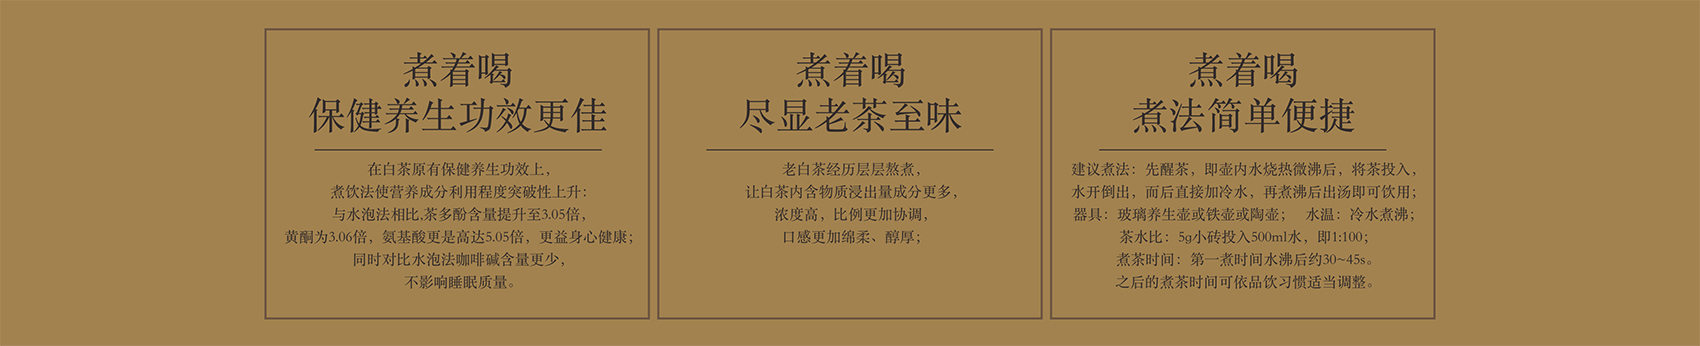 煮着喝
保健养生功效更佳
在白茶原有保健养生功效上，
煮饮法使营养成分利用程度突破性上升：
与水泡法相比,茶多酚含量提升至3.05倍，
黄酮为3.06倍，氨基酸更是高达5.05倍，更益身心健康；
同时对比水泡法咖啡碱含量更少，
不影响睡眠质量。
煮着喝
尽显老茶至味
老白茶经历层层熬煮，
让白茶内含物质浸出量成分更多，
浓度高，比例更加协调，
口感更加绵柔、醇厚；
煮着喝
煮法简单便捷
建议煮法：先醒茶，即壶内水烧热微沸后，将茶投入，
水开倒出，而后直接加冷水，再煮沸后出汤即可饮用；
器具：玻璃养生壶或铁壶或陶壶； 水温：冷水煮沸；
茶水比：5g小砖投入500ml水，即1:100；
煮茶时间：第一煮时间水沸后约30~45s。
之后的煮茶时间可依品饮习惯适当调整。